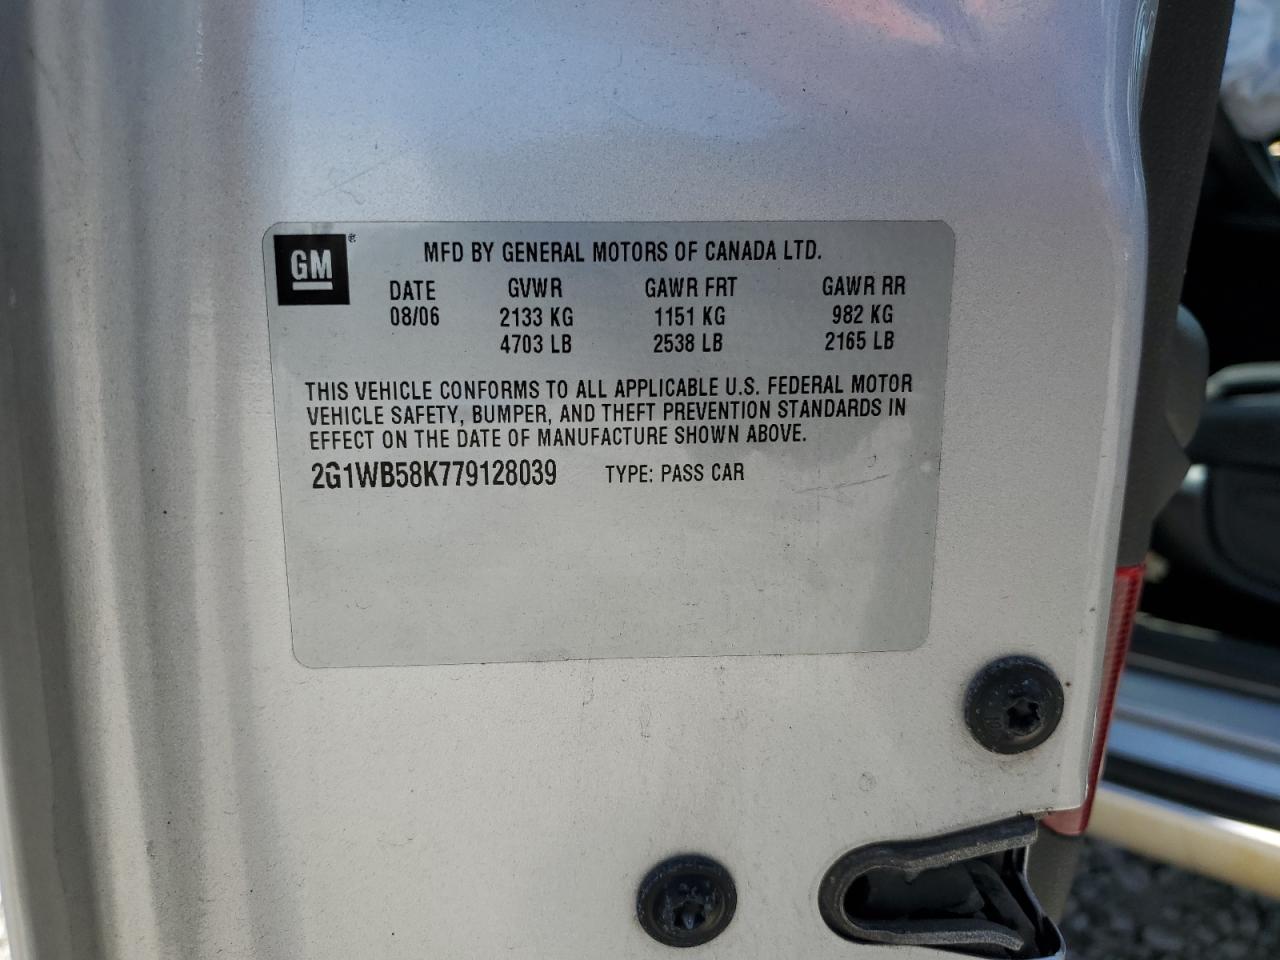 GM®
MFD BY GENERAL MOTORS OF CANADA LTD.
DATE GVWR GAWR FRT GAWR RR
08/06 2133 KG 1151 KG 982 KG
4703 LB 2538 LB 2165 LB
THIS VEHICLE CONFORMS TO ALL APPLICABLE U.S. FEDERAL MOTOR
VEHICLE SAFETY, BUMPER, AND THEFT PREVENTION STANDARDS IN
EFFECT ON THE DATE OF MANUFACTURE SHOWN ABOVE.
2G1WB58K779128039 TYPE: PASS CAR